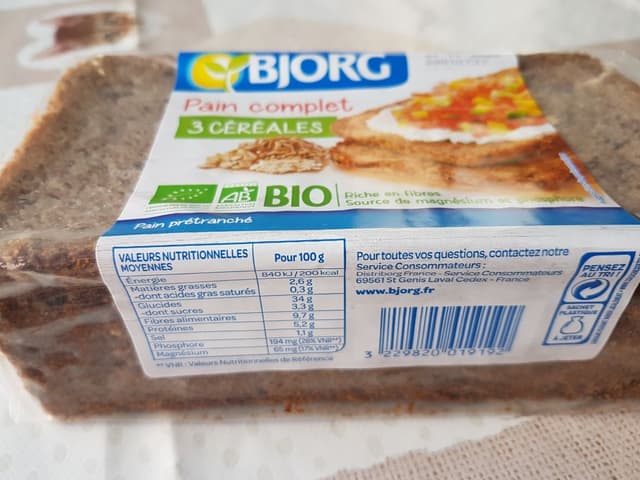 BJORG
Pain complet
3 CÉRÉALES
AB
BIO
Riche en fibres
Source de magnésium et phosphore
Pain prétranché
VALEURS NUTRITIONNELLES MOYENNES Pour 100 g
Énergie 840 kJ / 200 kcal
Matières grasses 2,6 g
-dont acides gras saturés 0,3 g
Glucides 34 g
-dont sucres 3,3 g
Fibres alimentaires 9,7 g
Protéines 5,2 g
Sel 1,1 g
Phosphore 194 mg (28% VNR**)
Magnésium 65 mg (17% VNR**)
** VNR : Valeurs Nutritionnelles de Référence
Pour toutes vos questions, contactez notre
Service Consommateurs :
Distriborg France - Service Consommateurs
69561 St Genis Laval Cedex - France
www.bjorg.fr
3 229820 019192
PENSEZ
AU TRI !
SACHET
PLASTIQUE
À JETER